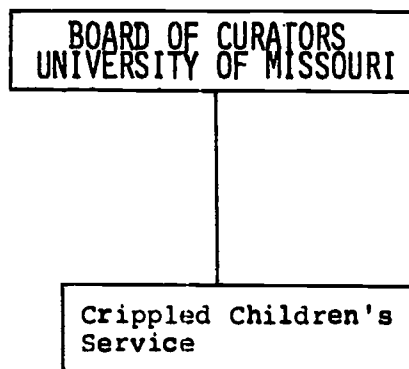 BOARD OF CURATORS
UNIVERSITY OF MISSOURI
Crippled Children's
Service